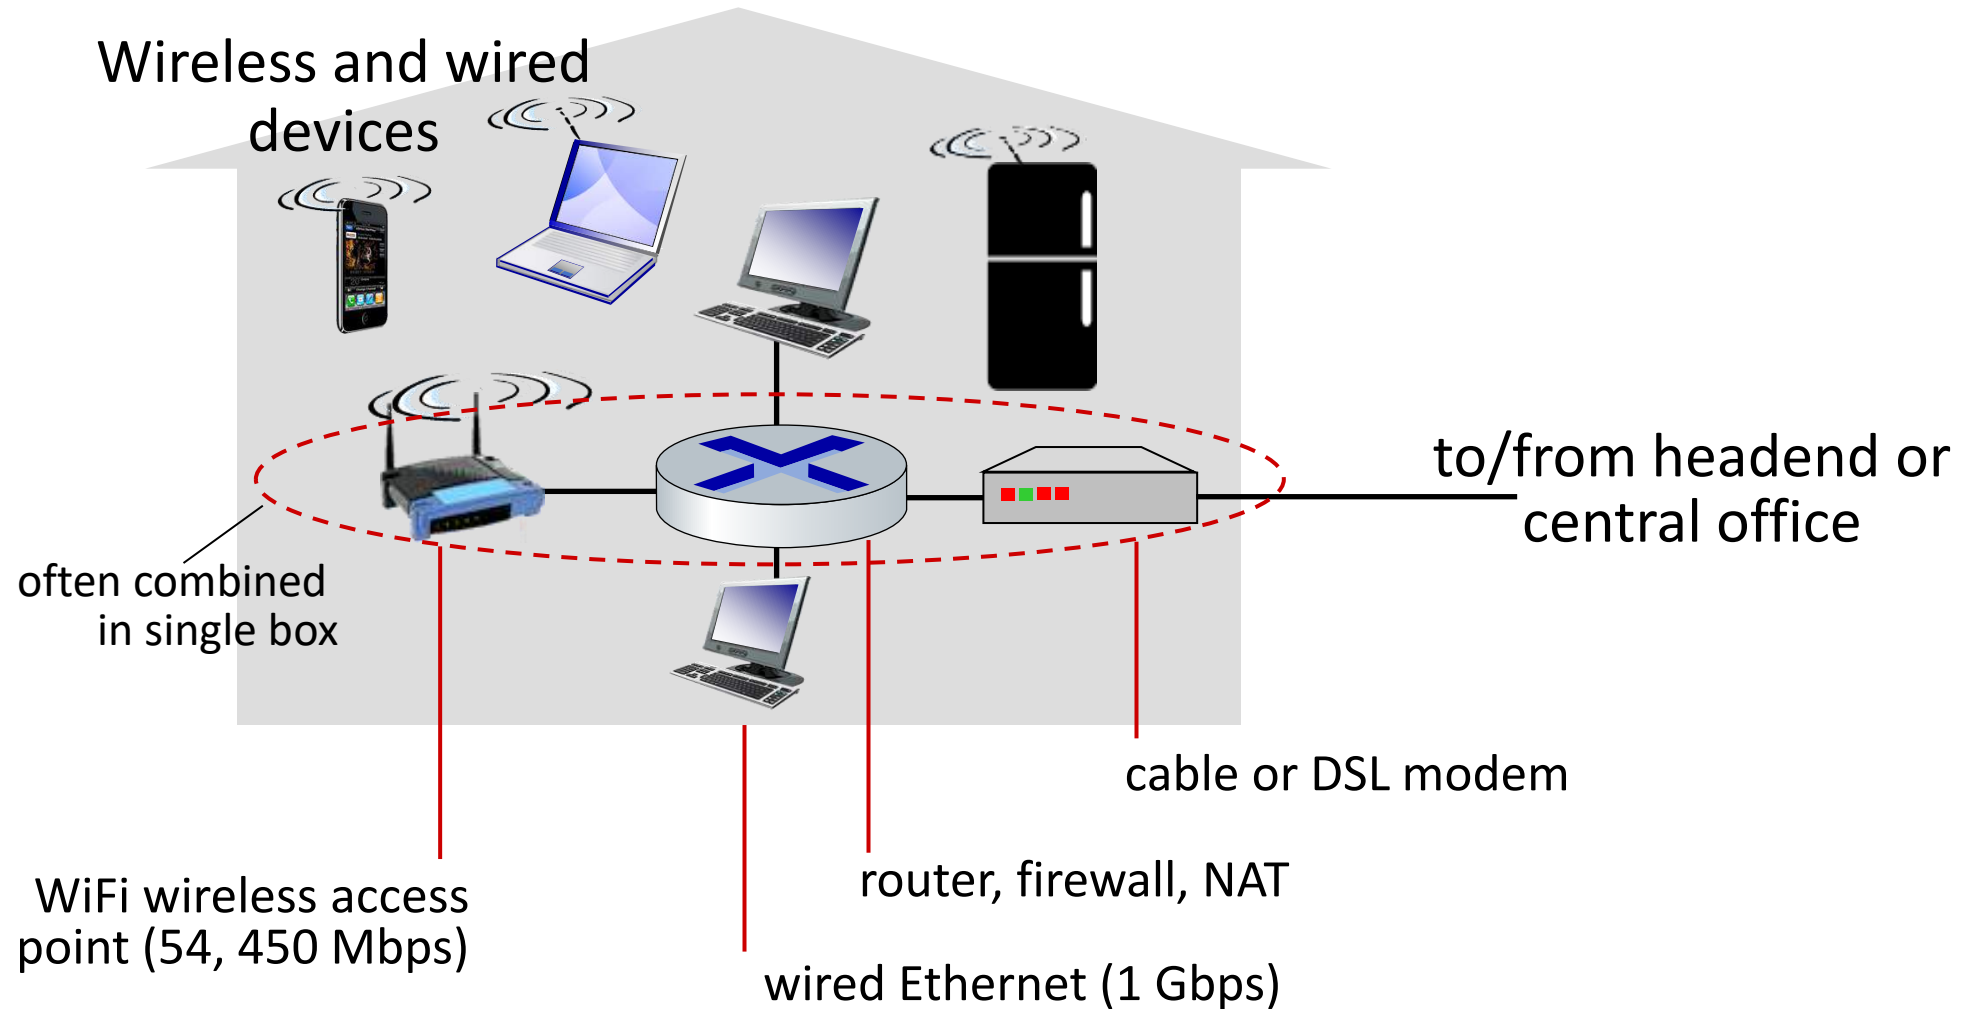 Wireless and wired
devices
to/from headend or
central office
often combined
in single box
cable or DSL modem
router, firewall, NAT
WiFi wireless access
point (54, 450 Mbps)
wired Ethernet (1 Gbps)